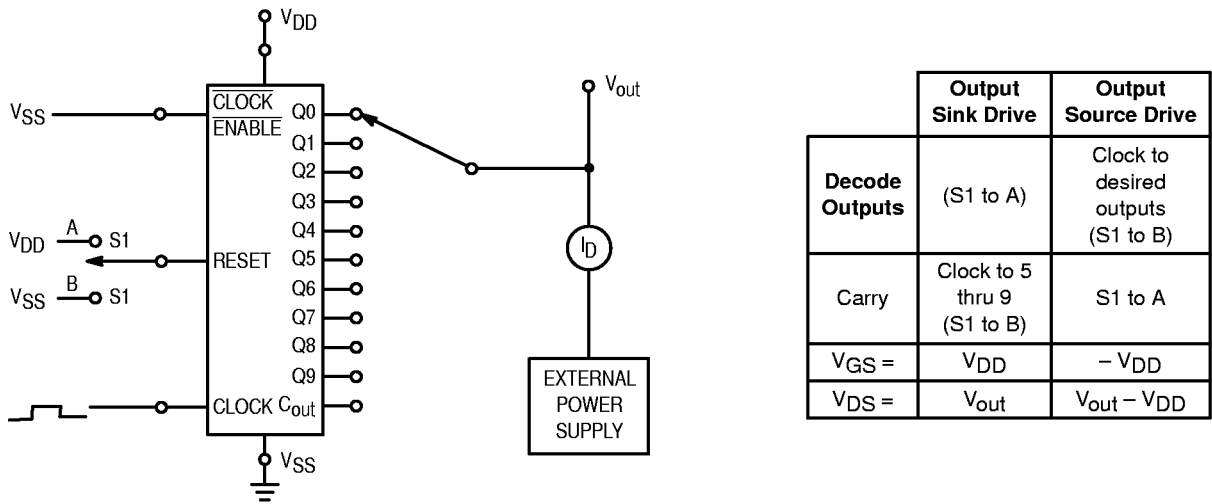 VDD
VSS
CLOCK
ENABLE
Q0
Q1
Q2
Q3
Q4
Q5
Q6
Q7
Q8
Q9
Cout
VDD A S1
RESET
VSS B S1
CLOCK
VSS
Vout
ID
EXTERNAL
POWER
SUPPLY
Output
Sink Drive
Output
Source Drive
Decode
Outputs
(S1 to A)
Clock to
desired
outputs
(S1 to B)
Carry
Clock to 5
thru 9
(S1 to B)
S1 to A
VGS =
VDD
– VDD
VDS =
Vout
Vout – VDD